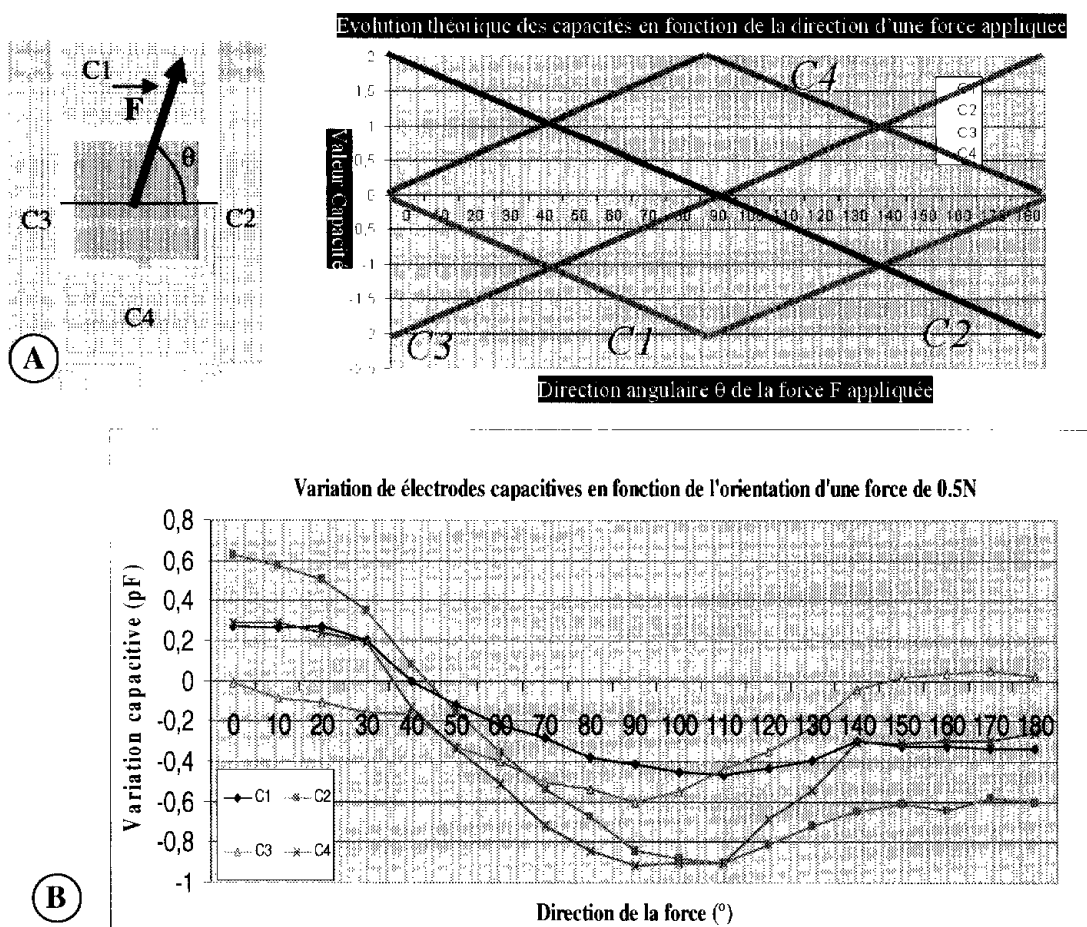 Evolution théorique des capacités en fonction de la direction d'une force appliquée
C1
F
θ
C3
C2
C4
A
Valeur Capacité
2
1,5
1
0,5
0
0,5
-1
-1,5
-2
0 10 20 30 40 50 60 70 80 90 100 110 120 130 140 150 160 170 180
C4
C2
C3
C4
C3
C1
C2
Direction angulaire θ de la force F appliquée
Variation de électrodes capacitives en fonction de l'orientation d'une force de 0.5N
Variation capacitive (pF)
0,8
0,6
0,4
0,2
0
-0,2
-0,4
-0,6
-0,8
-1
0 10 20 30 40 50 60 70 80 90 100 110 120 130 140 150 160 170 180
C1 C2
C3 C4
Direction de la force (°)
B